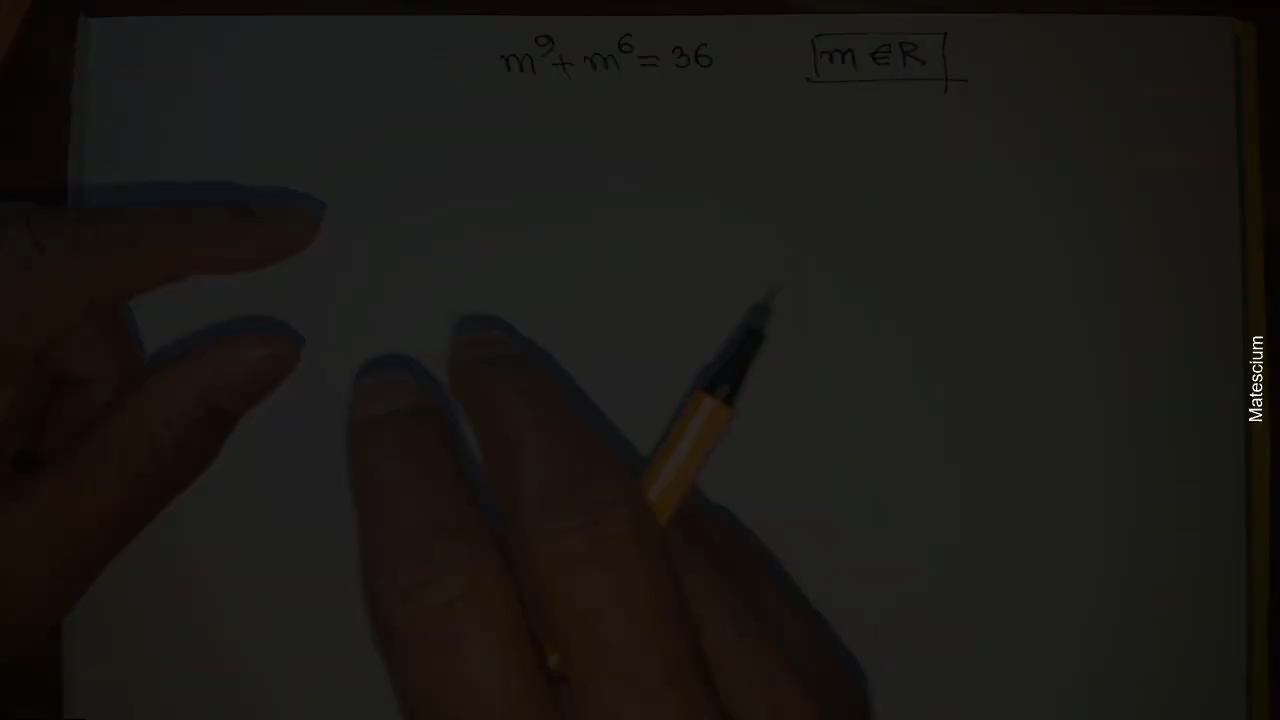 m⁹ + m⁶ = 36 m ∈ R
Matescium